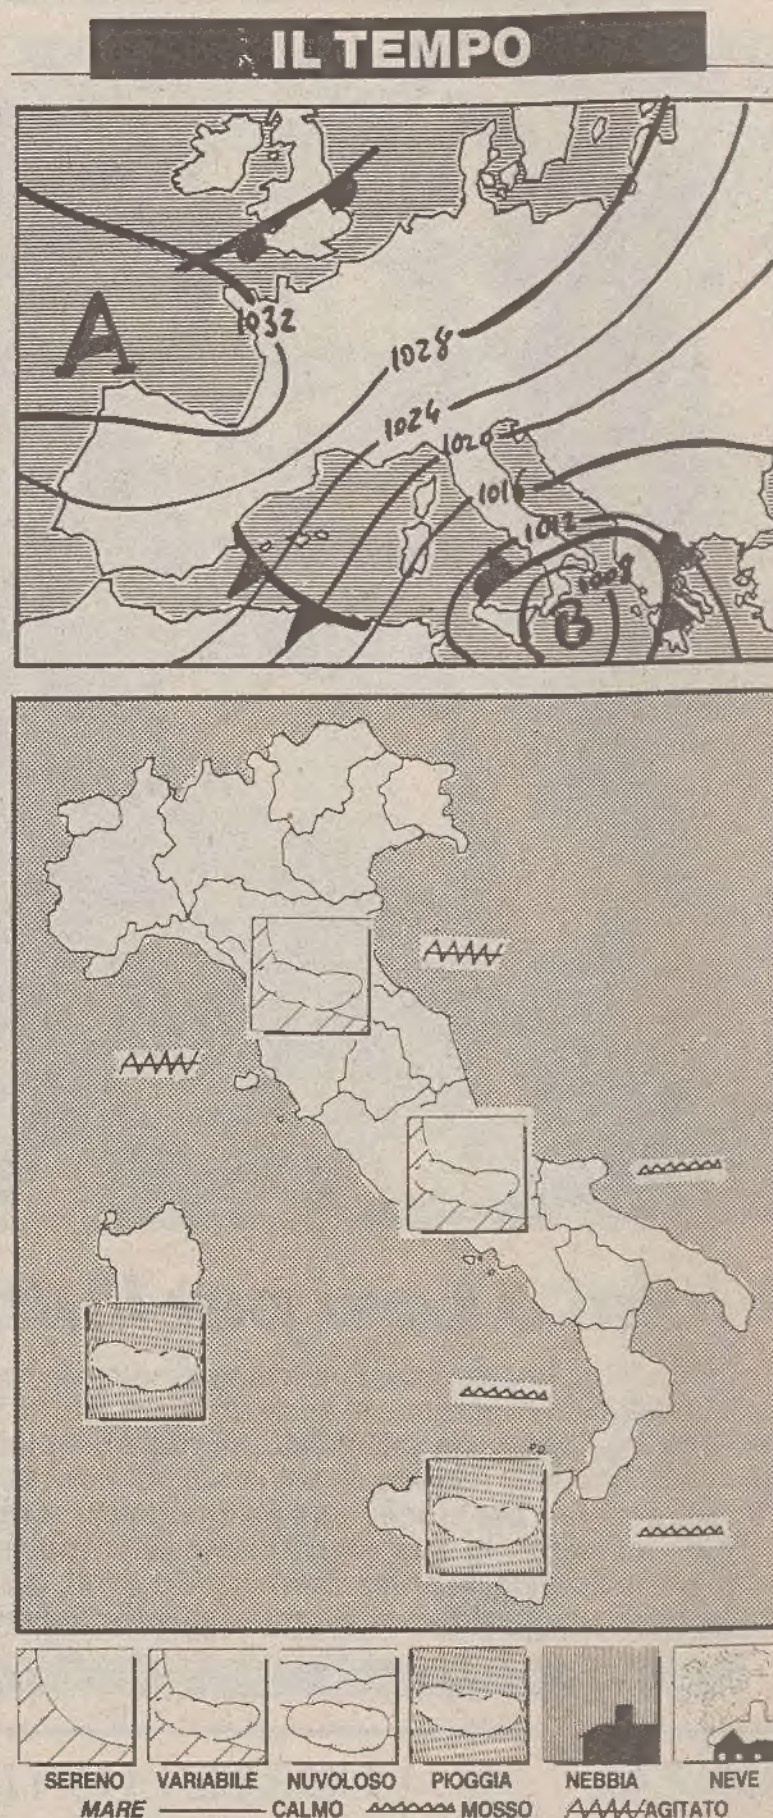 IL TEMPO
1032
A
1028
1024
1020
1016
1012
1008
B
SERENO VARIABILE NUVOLOSO PIOGGIA NEBBIA NEVE
MARE CALMO MOSSO AGITATO